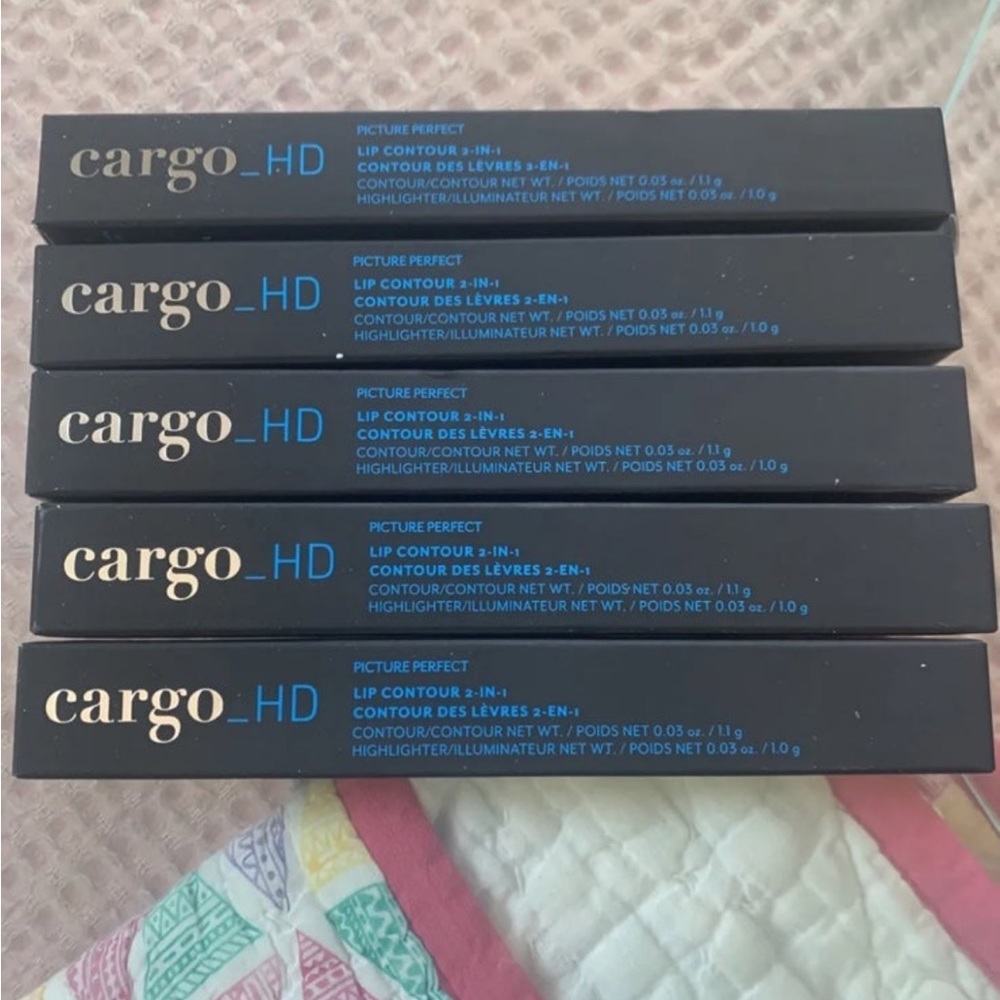 cargo_HD
PICTURE PERFECT
LIP CONTOUR 2-IN-1
CONTOUR DES LÈVRES 2-EN-1
CONTOUR/CONTOUR NET WT. / POIDS NET 0.03 oz. / 1.1 g
HIGHLIGHTER/ILLUMINATEUR NET WT. / POIDS NET 0.03 oz. / 1.0 g
cargo_HD
PICTURE PERFECT
LIP CONTOUR 2-IN-1
CONTOUR DES LÈVRES 2-EN-1
CONTOUR/CONTOUR NET WT. / POIDS NET 0.03 oz. / 1.1 g
HIGHLIGHTER/ILLUMINATEUR NET WT. / POIDS NET 0.03 oz. / 1.0 g
cargo_HD
PICTURE PERFECT
LIP CONTOUR 2-IN-1
CONTOUR DES LÈVRES 2-EN-1
CONTOUR/CONTOUR NET WT. / POIDS NET 0.03 oz. / 1.1 g
HIGHLIGHTER/ILLUMINATEUR NET WT. / POIDS NET 0.03 oz. / 1.0 g
cargo_HD
PICTURE PERFECT
LIP CONTOUR 2-IN-1
CONTOUR DES LÈVRES 2-EN-1
CONTOUR/CONTOUR NET WT. / POIDS NET 0.03 oz. / 1.1 g
HIGHLIGHTER/ILLUMINATEUR NET WT. / POIDS NET 0.03 oz. / 1.0 g
cargo_HD
PICTURE PERFECT
LIP CONTOUR 2-IN-1
CONTOUR DES LÈVRES 2-EN-1
CONTOUR/CONTOUR NET WT. / POIDS NET 0.03 oz. / 1.1 g
HIGHLIGHTER/ILLUMINATEUR NET WT. / POIDS NET 0.03 oz. / 1.0 g